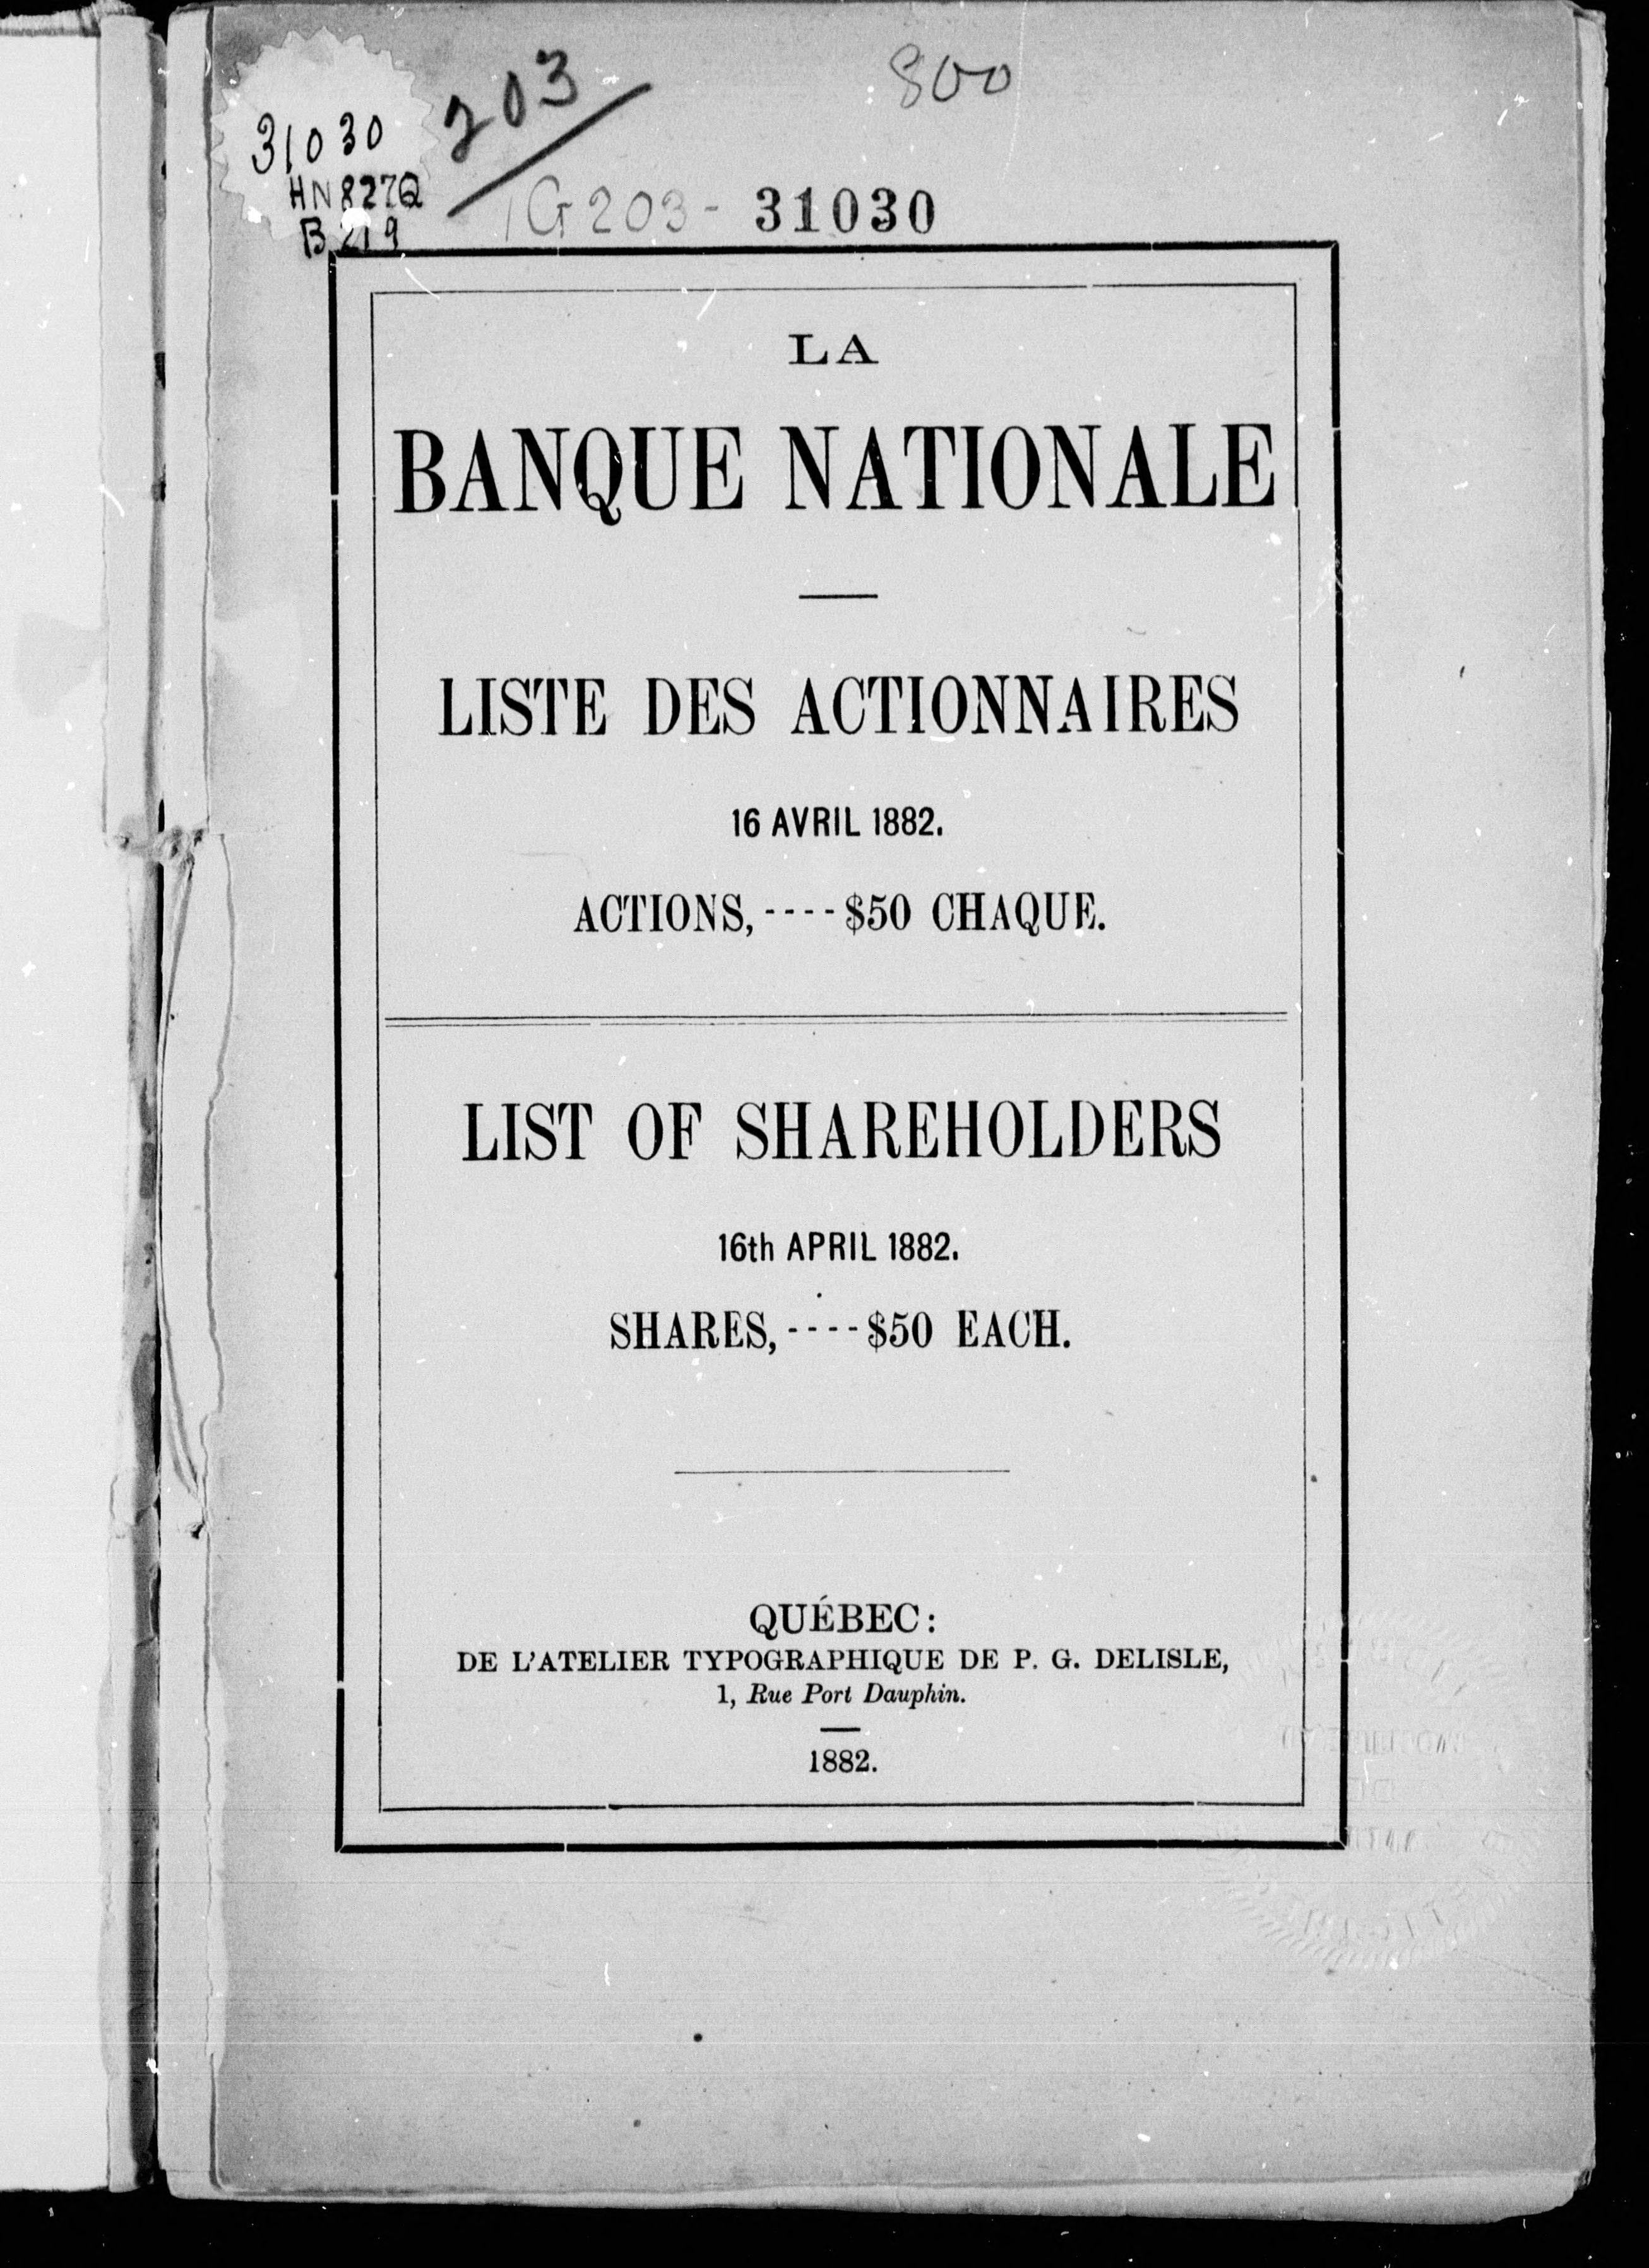 203
800
31030
HN827Q
B219
G203- 31030
LA
BANQUE NATIONALE
LISTE DES ACTIONNAIRES
16 AVRIL 1882.
ACTIONS, ---- $50 CHAQUE.
LIST OF SHAREHOLDERS
16th APRIL 1882.
SHARES, ---- $50 EACH.
QUÉBEC:
DE L'ATELIER TYPOGRAPHIQUE DE P. G. DELISLE,
1, Rue Port Dauphin.
1882.